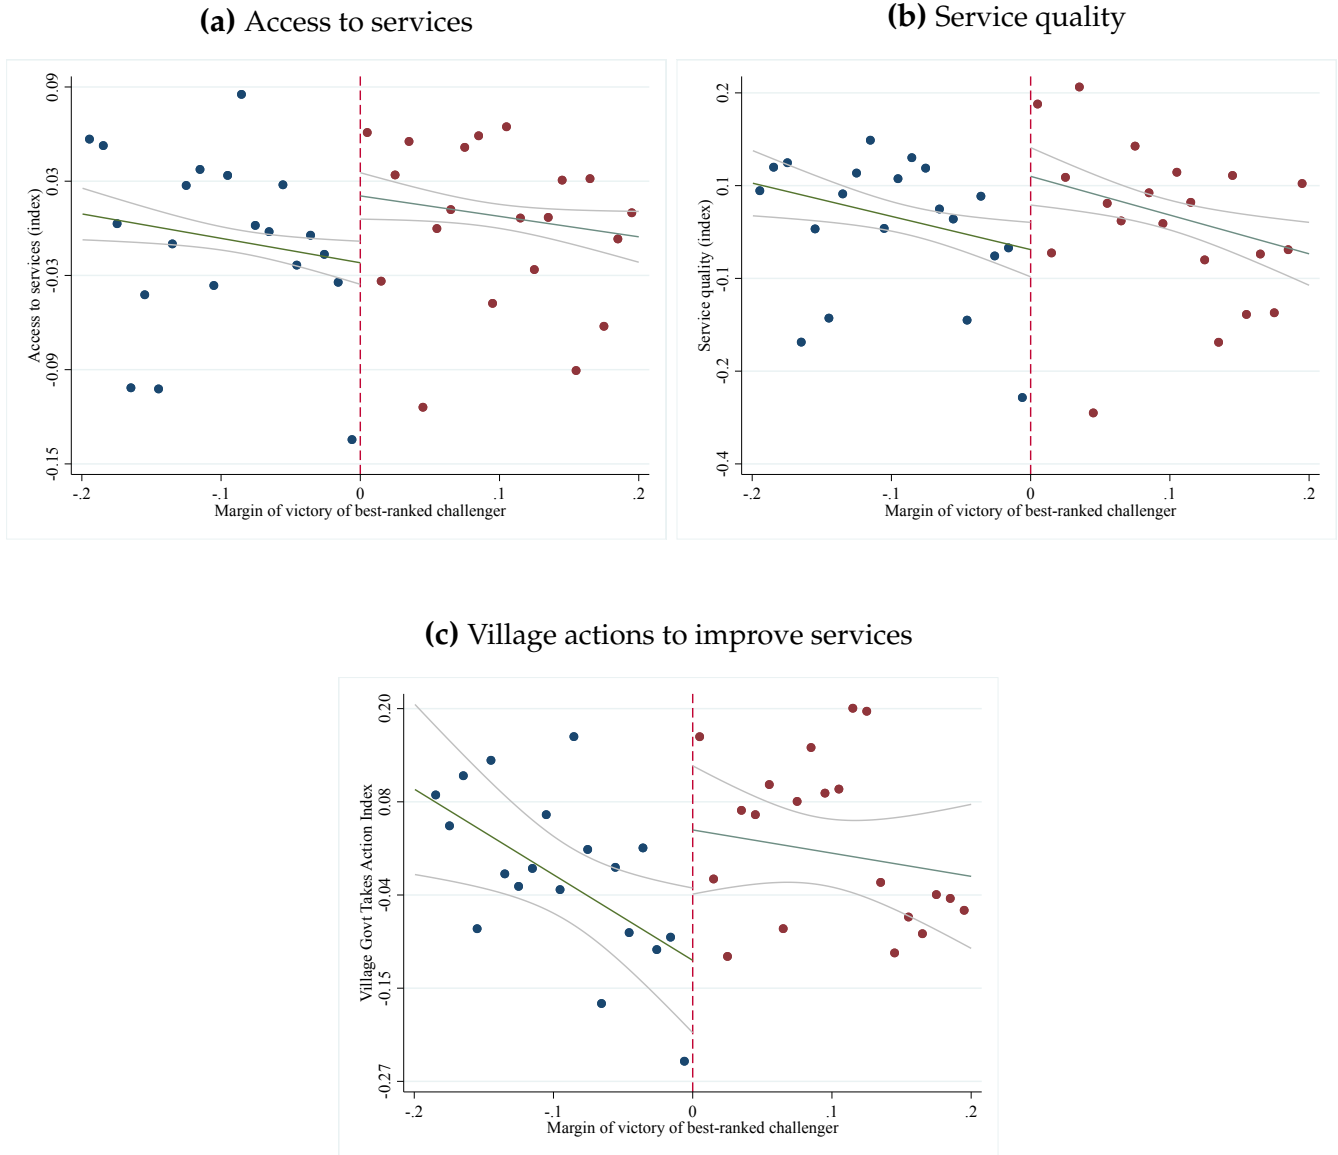 (a) Access to services
Access to services (index)
0.09
0.03
-0.03
-0.09
-0.15
-.2 -.1 0 .1 .2
Margin of victory of best-ranked challenger
(b) Service quality
Service quality (index)
0.2
0.1
-0.1
-0.2
-0.4
-.2 -.1 0 .1 .2
Margin of victory of best-ranked challenger
(c) Village actions to improve services
Village Govt Takes Action Index
0.20
0.08
-0.04
-0.15
-0.27
-.2 -.1 0 .1 .2
Margin of victory of best-ranked challenger